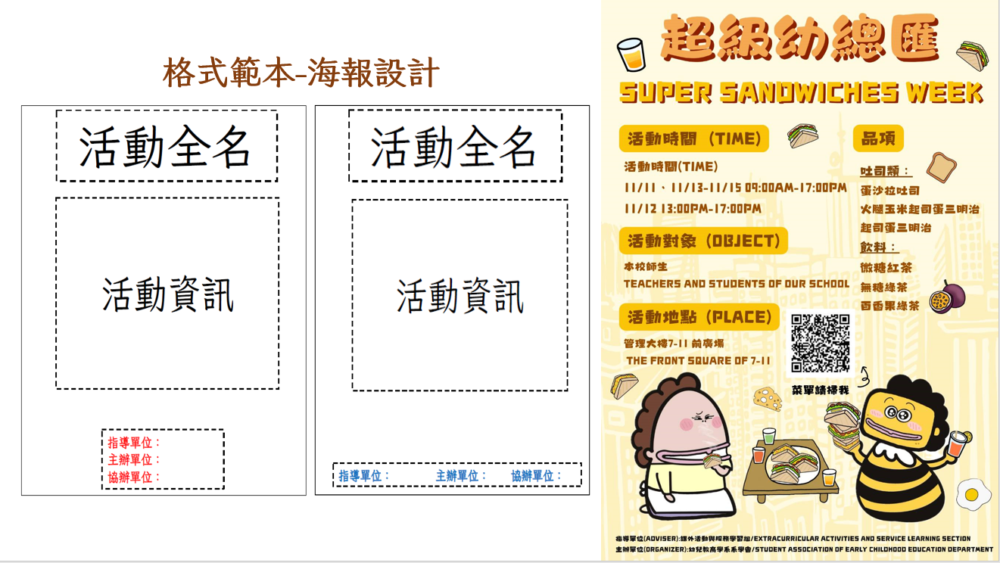 格式範本-海報設計
活動全名
活動資訊
指導單位：
主辦單位：
協辦單位：
活動全名
活動資訊
指導單位： 主辦單位： 協辦單位：
超級幼總匯
SUPER SANDWICHES WEEK
活動時間 (TIME)
活動時間(TIME)
11/11、11/13-11/15 09:00AM-17:00PM
11/12 13:00PM-17:00PM
活動對象 (OBJECT)
本校師生
TEACHERS AND STUDENTS OF OUR SCHOOL
活動地點 (PLACE)
管理大樓7-11 前廣場
THE FRONT SQUARE OF 7-11
品項
吐司類：
蛋沙拉吐司
火腿玉米起司蛋三明治
起司蛋三明治
飲料：
微糖紅茶
無糖綠茶
百香果綠茶
菜單請掃我
指導單位(ADVISER):課外活動與服務學習組/EXTRACURRICULAR ACTIVITIES AND SERVICE LEARNING SECTION
主辦單位(ORGANIZER):幼兒教育學系系學會/STUDENT ASSOCIATION OF EARLY CHILDHOOD EDUCATION DEPARTMENT